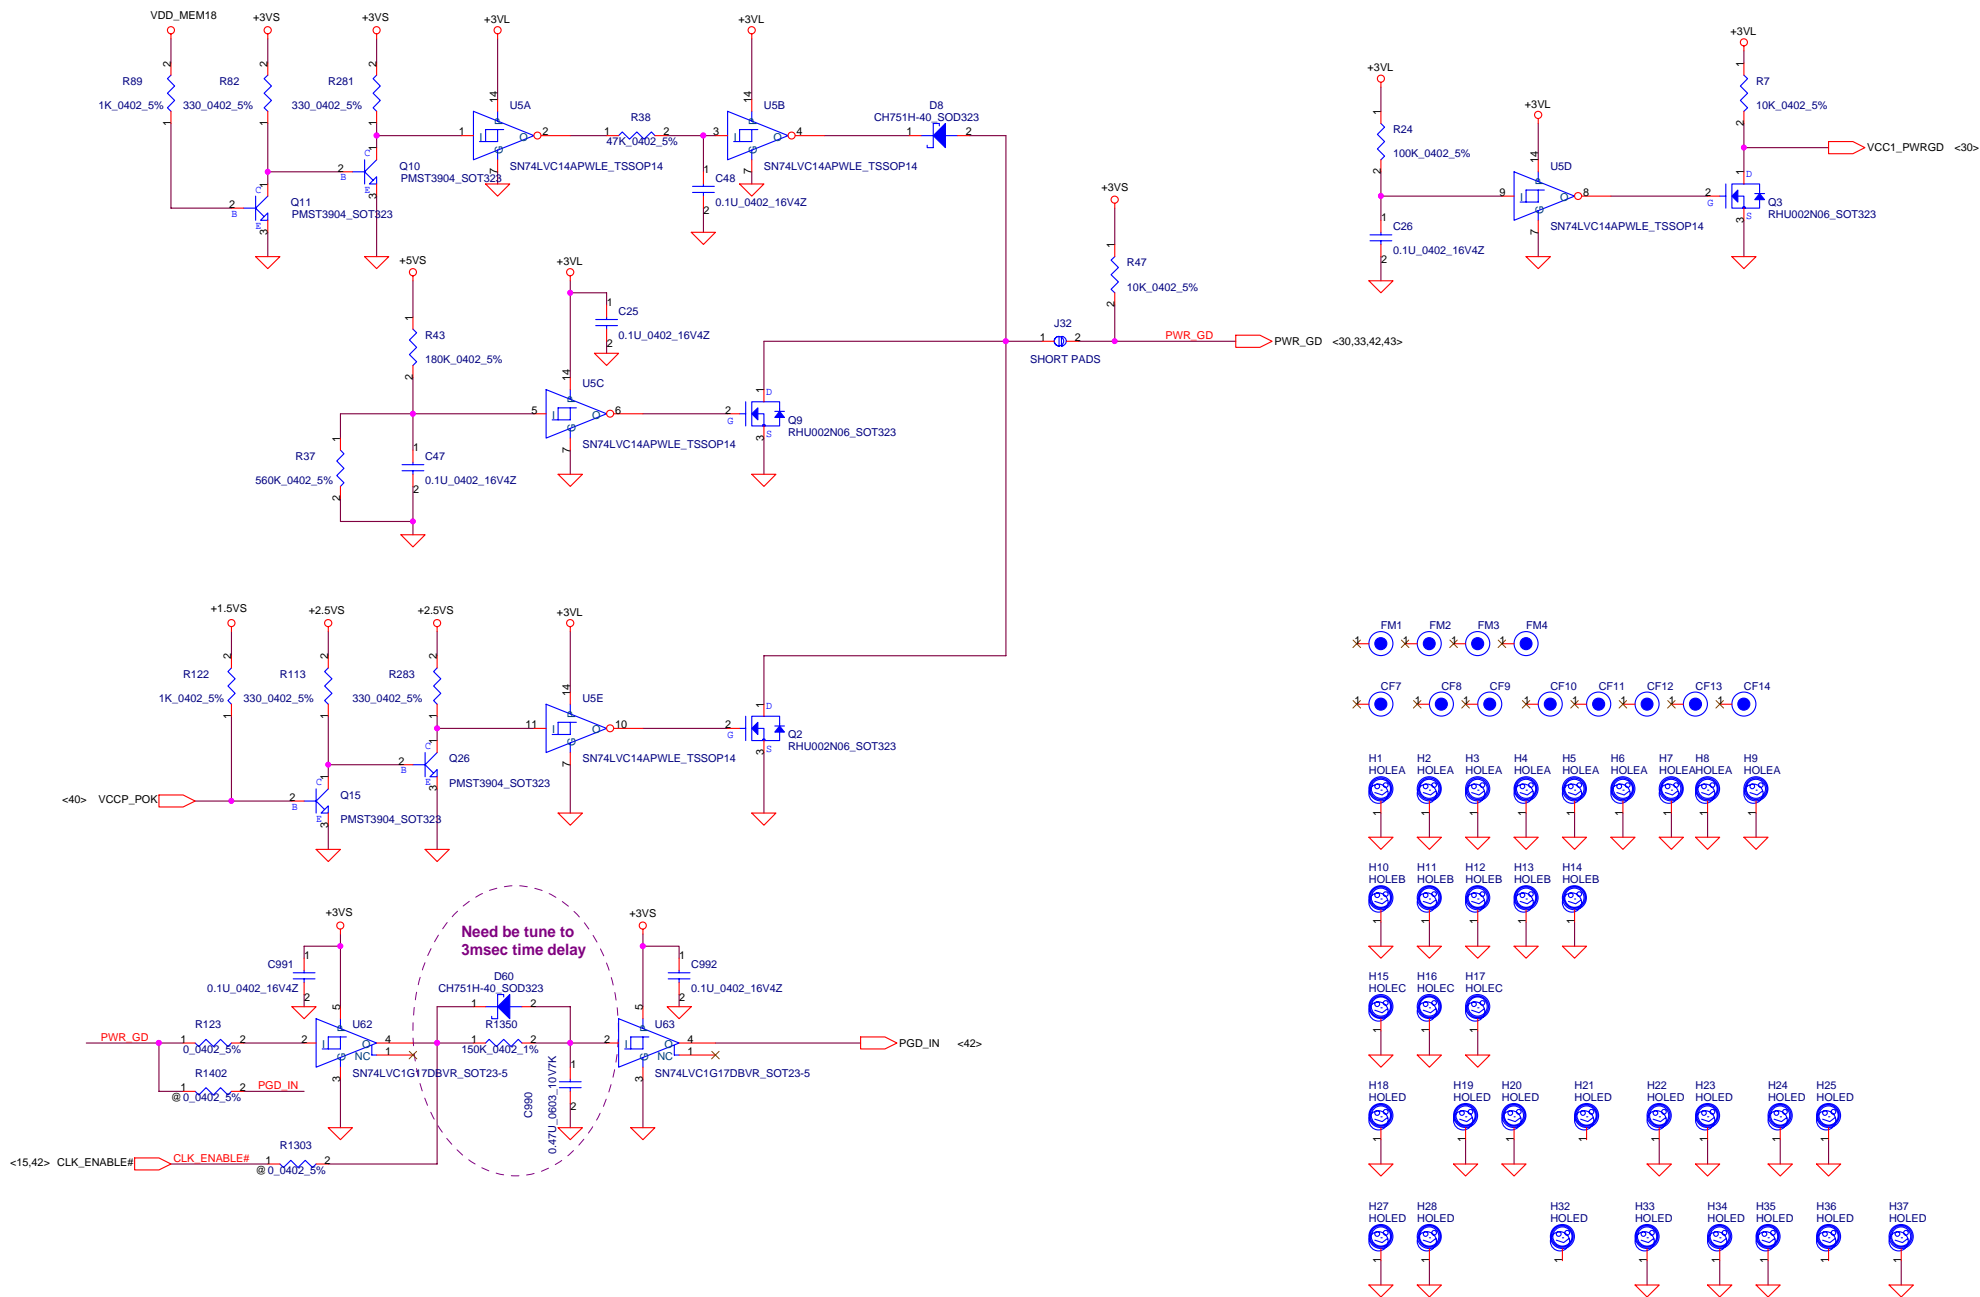 VDD_MEM18
+3VS
+3VS
+3VL
+3VL
R89
1K_0402_5%
R82
330_0402_5%
R281
330_0402_5%
U5A
SN74LVC14APWLE_TSSOP14
R38
47K_0402_5%
U5B
SN74LVC14APWLE_TSSOP14
D8
CH751H-40_SOD323
Q11
PMST3904_SOT323
Q10
PMST3904_SOT323
C48
0.1U_0402_16V4Z
+3VL
R24
100K_0402_5%
C26
0.1U_0402_16V4Z
+3VL
U5D
SN74LVC14APWLE_TSSOP14
+3VL
R7
10K_0402_5%
Q3
RHU002N06_SOT323
VCC1_PWRGD <30>
+5VS
R43
180K_0402_5%
R37
560K_0402_5%
C47
0.1U_0402_16V4Z
+3VL
C25
0.1U_0402_16V4Z
U5C
SN74LVC14APWLE_TSSOP14
Q9
RHU002N06_SOT323
+3VS
R47
10K_0402_5%
J32
SHORT PADS
PWR_GD
PWR_GD <30,33,42,43>
+1.5VS
+2.5VS
+2.5VS
+3VL
R122
1K_0402_5%
R113
330_0402_5%
R283
330_0402_5%
U5E
SN74LVC14APWLE_TSSOP14
Q2
RHU002N06_SOT323
<40> VCCP_POK
Q15
PMST3904_SOT323
Q26
PMST3904_SOT323
Need be tune to
3msec time delay
+3VS
+3VS
C991
0.1U_0402_16V4Z
D60
CH751H-40_SOD323
C992
0.1U_0402_16V4Z
PWR_GD
R123
0_0402_5%
U62
NC
SN74LVC1G17DBVR_SOT23-5
R1350
150K_0402_1%
U63
NC
SN74LVC1G17DBVR_SOT23-5
PGD_IN <42>
R1402
@0_0402_5%
PGD_IN
C990
0.47U_0603_10V7K
<15,42> CLK_ENABLE#
CLK_ENABLE#
R1303
@0_0402_5%
FM1 FM2 FM3 FM4
CF7 CF8 CF9 CF10 CF11 CF12 CF13 CF14
H1 H2 H3 H4 H5 H6 H7 H8 H9
HOLEA HOLEA HOLEA HOLEA HOLEA HOLEA HOLEA HOLEA HOLEA
H10 H11 H12 H13 H14
HOLEB HOLEB HOLEB HOLEB HOLEB
H15 H16 H17
HOLEC HOLEC HOLEC
H18 H19 H20 H21 H22 H23 H24 H25
HOLED HOLED HOLED HOLED HOLED HOLED HOLED HOLED
H27 H28 H32 H33 H34 H35 H36 H37
HOLED HOLED HOLED HOLED HOLED HOLED HOLED HOLED